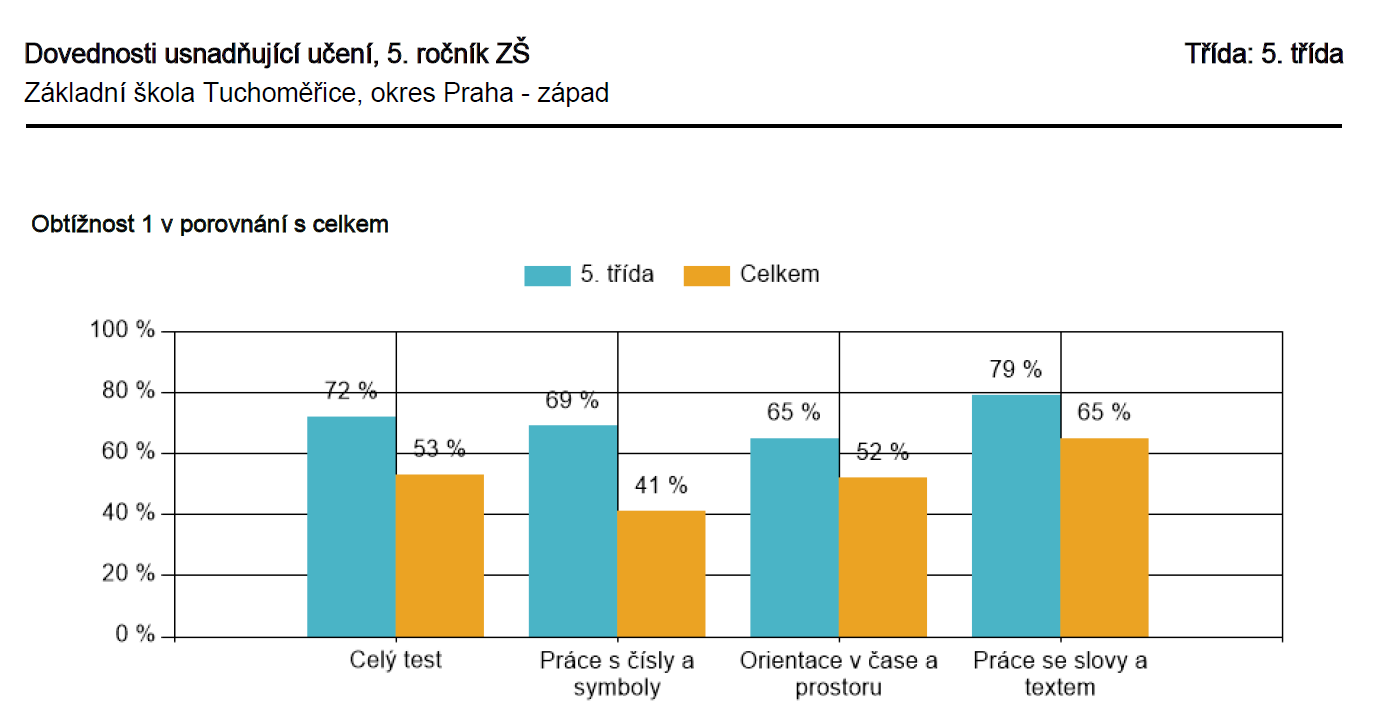 Dovednosti usnadňující učení, 5. ročník ZŠ
Třída: 5. třída
Základní škola Tuchoměřice, okres Praha - západ
Obtížnost 1 v porovnání s celkem
5. třída
Celkem
100 %
80 %
60 %
40 %
20 %
0 %
72 %
53 %
69 %
41 %
65 %
52 %
79 %
65 %
Celý test
Práce s čísly a
symboly
Orientace v čase a
prostoru
Práce se slovy a
textem